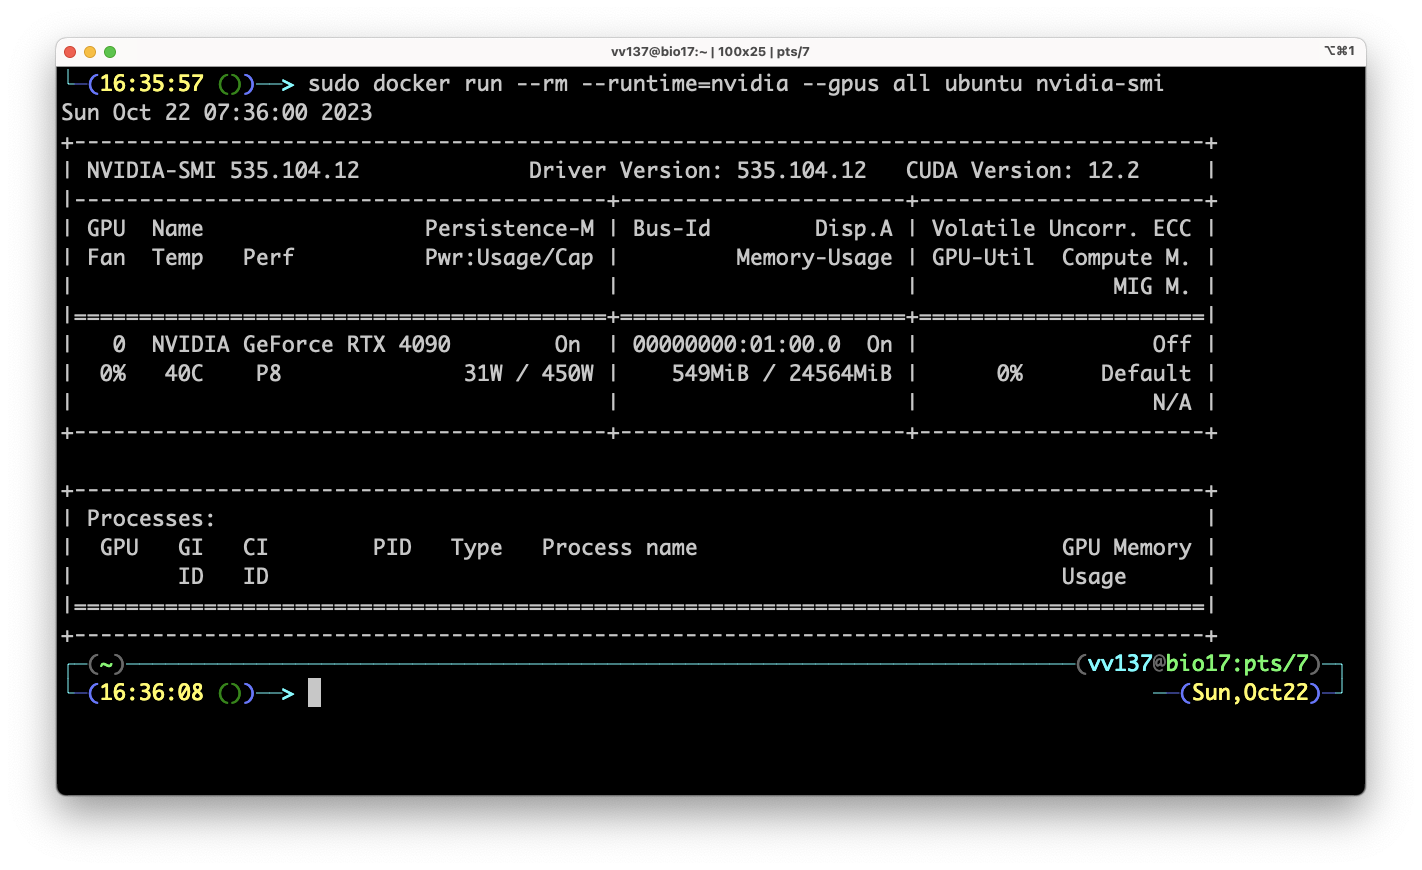 vv137@bio17:~ | 100x25 | pts/7 ⌥⌘1
(16:35:57 ())──> sudo docker run --rm --runtime=nvidia --gpus all ubuntu nvidia-smi
Sun Oct 22 07:36:00 2023
NVIDIA-SMI 535.104.12 Driver Version: 535.104.12 CUDA Version: 12.2
GPU Name Persistence-M | Bus-Id Disp.A | Volatile Uncorr. ECC
Fan Temp Perf Pwr:Usage/Cap | Memory-Usage | GPU-Util Compute M.
MIG M.
0 NVIDIA GeForce RTX 4090 On | 00000000:01:00.0 On | Off
0% 40C P8 31W / 450W | 549MiB / 24564MiB | 0% Default
N/A
Processes:
GPU GI CI PID Type Process name GPU Memory
ID ID Usage
(~) (vv137@bio17:pts/7)
(16:36:08 ())──> (Sun,Oct22)